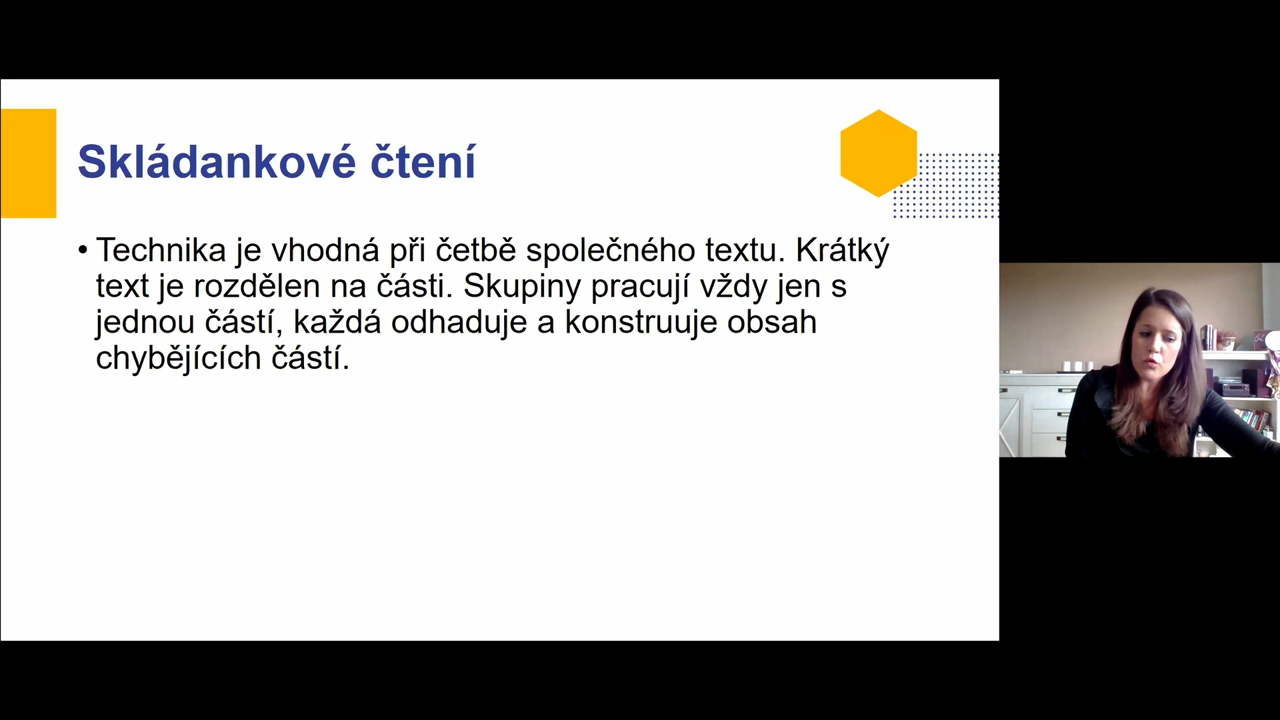 Skládankové čtení
• Technika je vhodná při četbě společného textu. Krátký
text je rozdělen na části. Skupiny pracují vždy jen s
jednou částí, každá odhaduje a konstruuje obsah
chybějících částí.